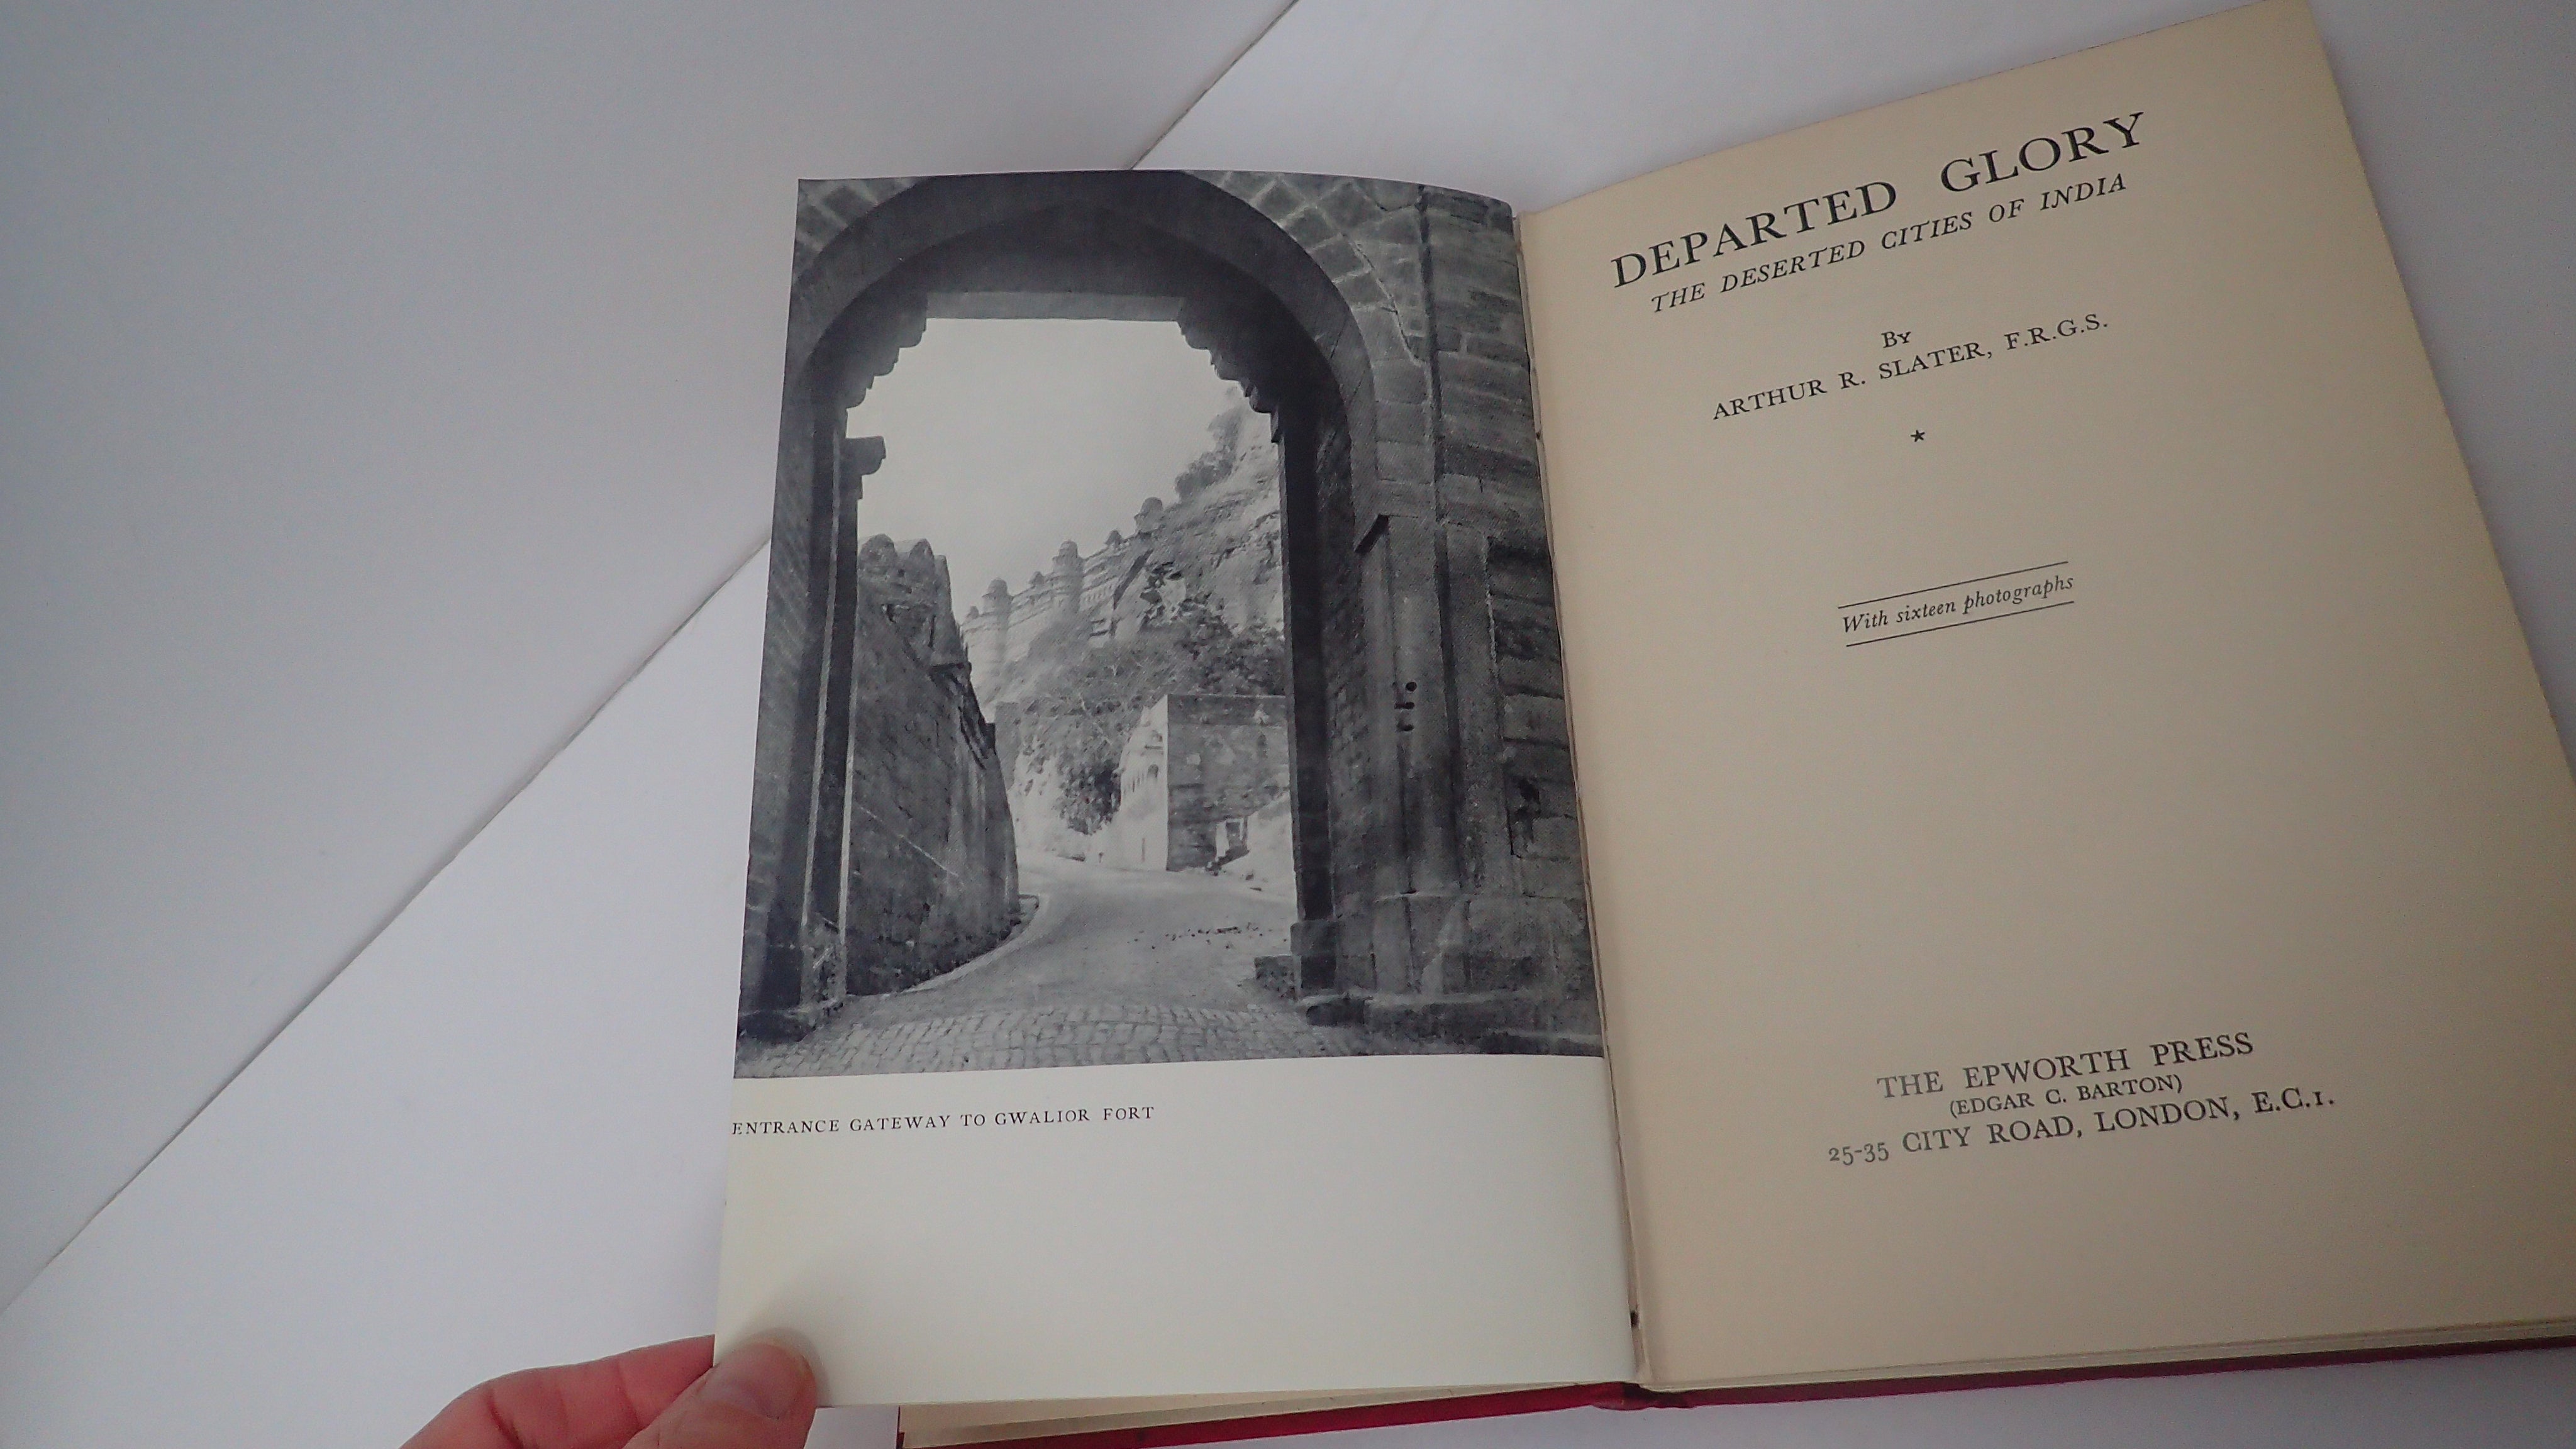 ENTRANCE GATEWAY TO GWALIOR FORT
DEPARTED GLORY
THE DESERTED CITIES OF INDIA
By
ARTHUR R. SLATER, F.R.G.S.
With sixteen photographs
THE EPWORTH PRESS
(EDGAR C. BARTON)
25-35 CITY ROAD, LONDON, E.C.1.